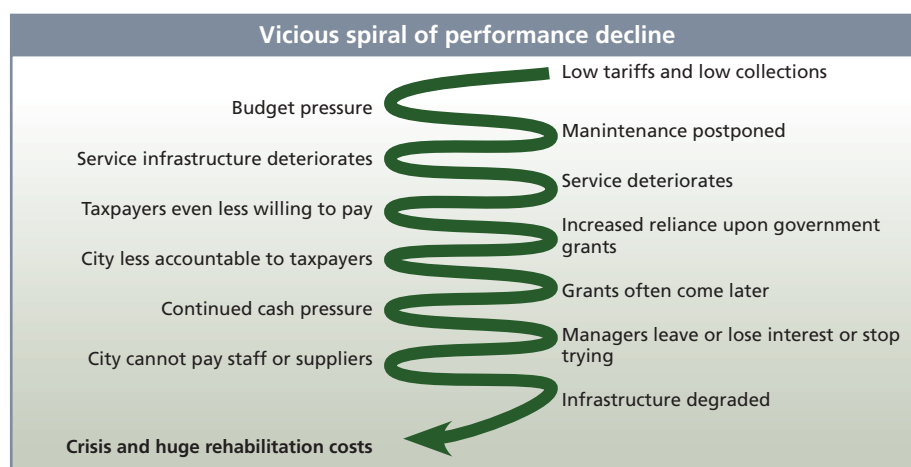 Vicious spiral of performance decline
Low tariffs and low collections
Budget pressure
Manintenance postponed
Service infrastructure deteriorates
Service deteriorates
Taxpayers even less willing to pay
Increased reliance upon government
grants
City less accountable to taxpayers
Grants often come later
Continued cash pressure
Managers leave or lose interest or stop
trying
City cannot pay staff or suppliers
Infrastructure degraded
Crisis and huge rehabilitation costs